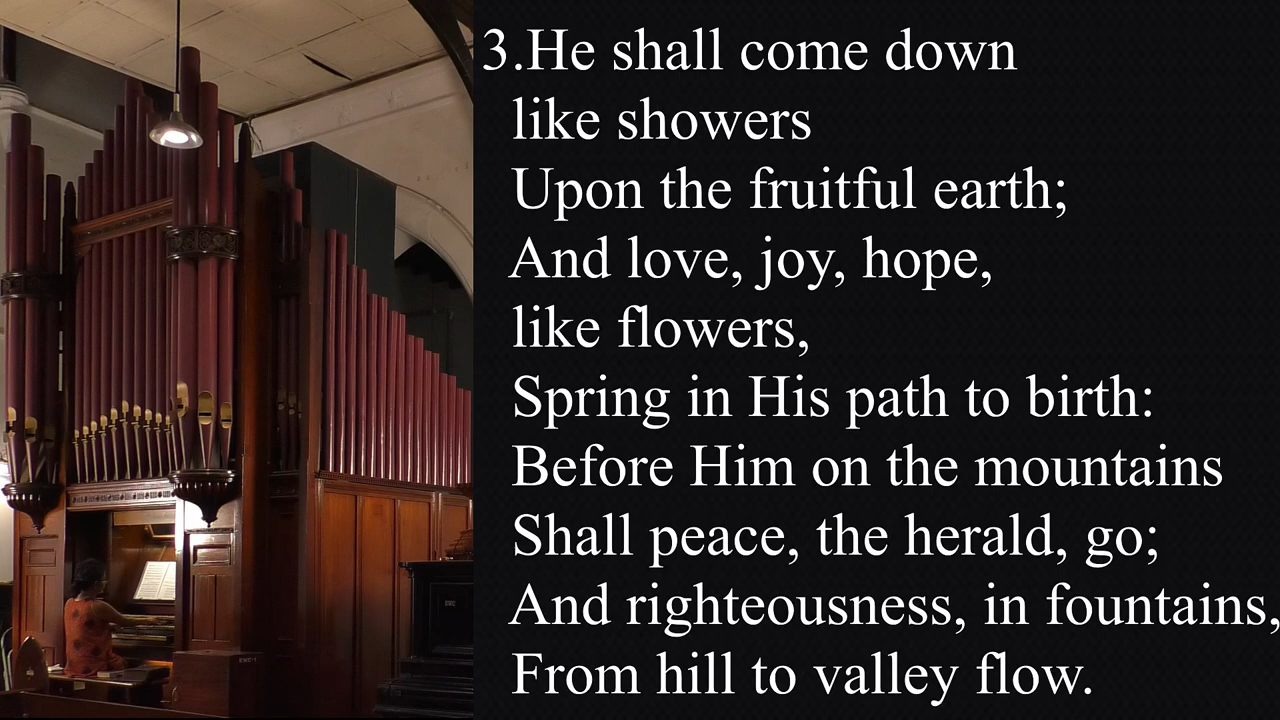 3.He shall come down
like showers
Upon the fruitful earth;
And love, joy, hope,
like flowers,
Spring in His path to birth:
Before Him on the mountains
Shall peace, the herald, go;
And righteousness, in fountains,
From hill to valley flow.